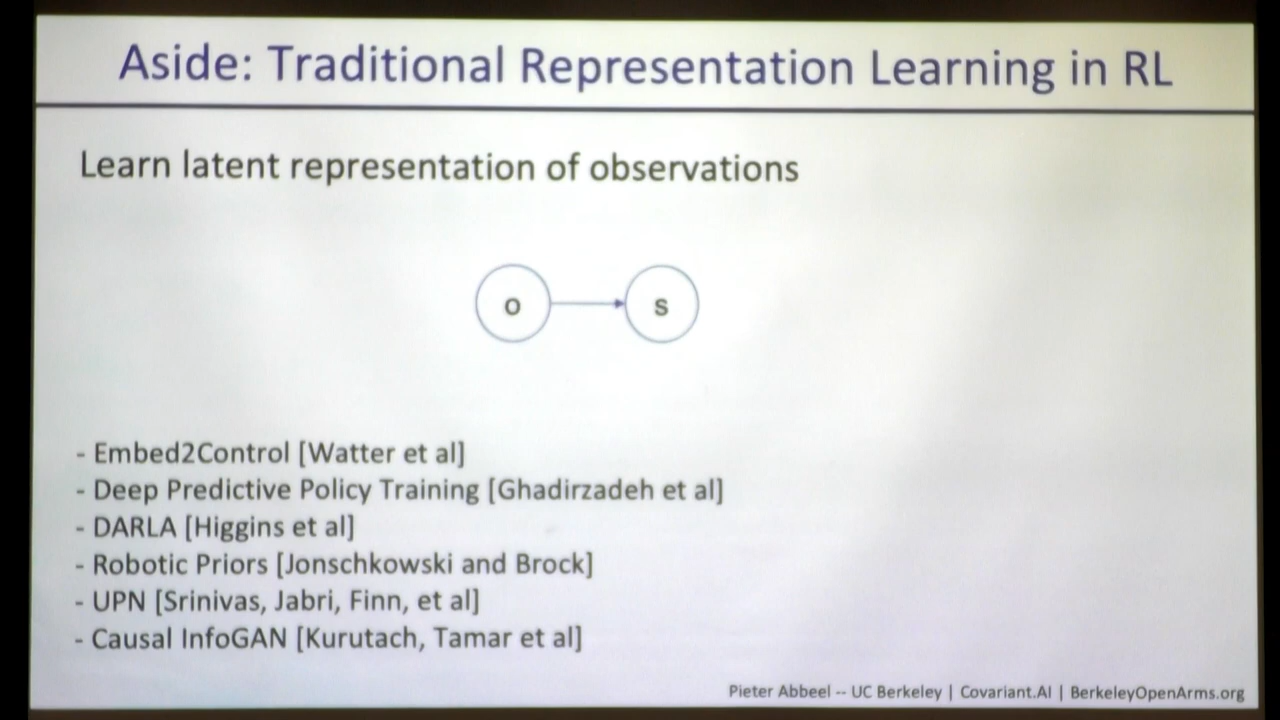 Aside: Traditional Representation Learning in RL
Learn latent representation of observations
o
s
- Embed2Control [Watter et al]
- Deep Predictive Policy Training [Ghadirzadeh et al]
- DARLA [Higgins et al]
- Robotic Priors [Jonschkowski and Brock]
- UPN [Srinivas, Jabri, Finn, et al]
- Causal InfoGAN [Kurutach, Tamar et al]
Pieter Abbeel -- UC Berkeley | Covariant.AI | BerkeleyOpenArms.org